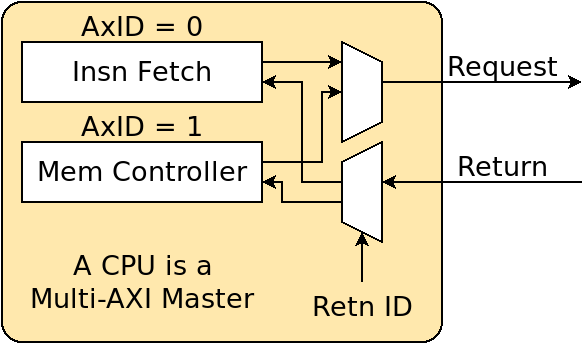 AxID = 0
Insn Fetch
Request
AxID = 1
Mem Controller
Return
A CPU is a
Multi-AXI Master
Retn ID